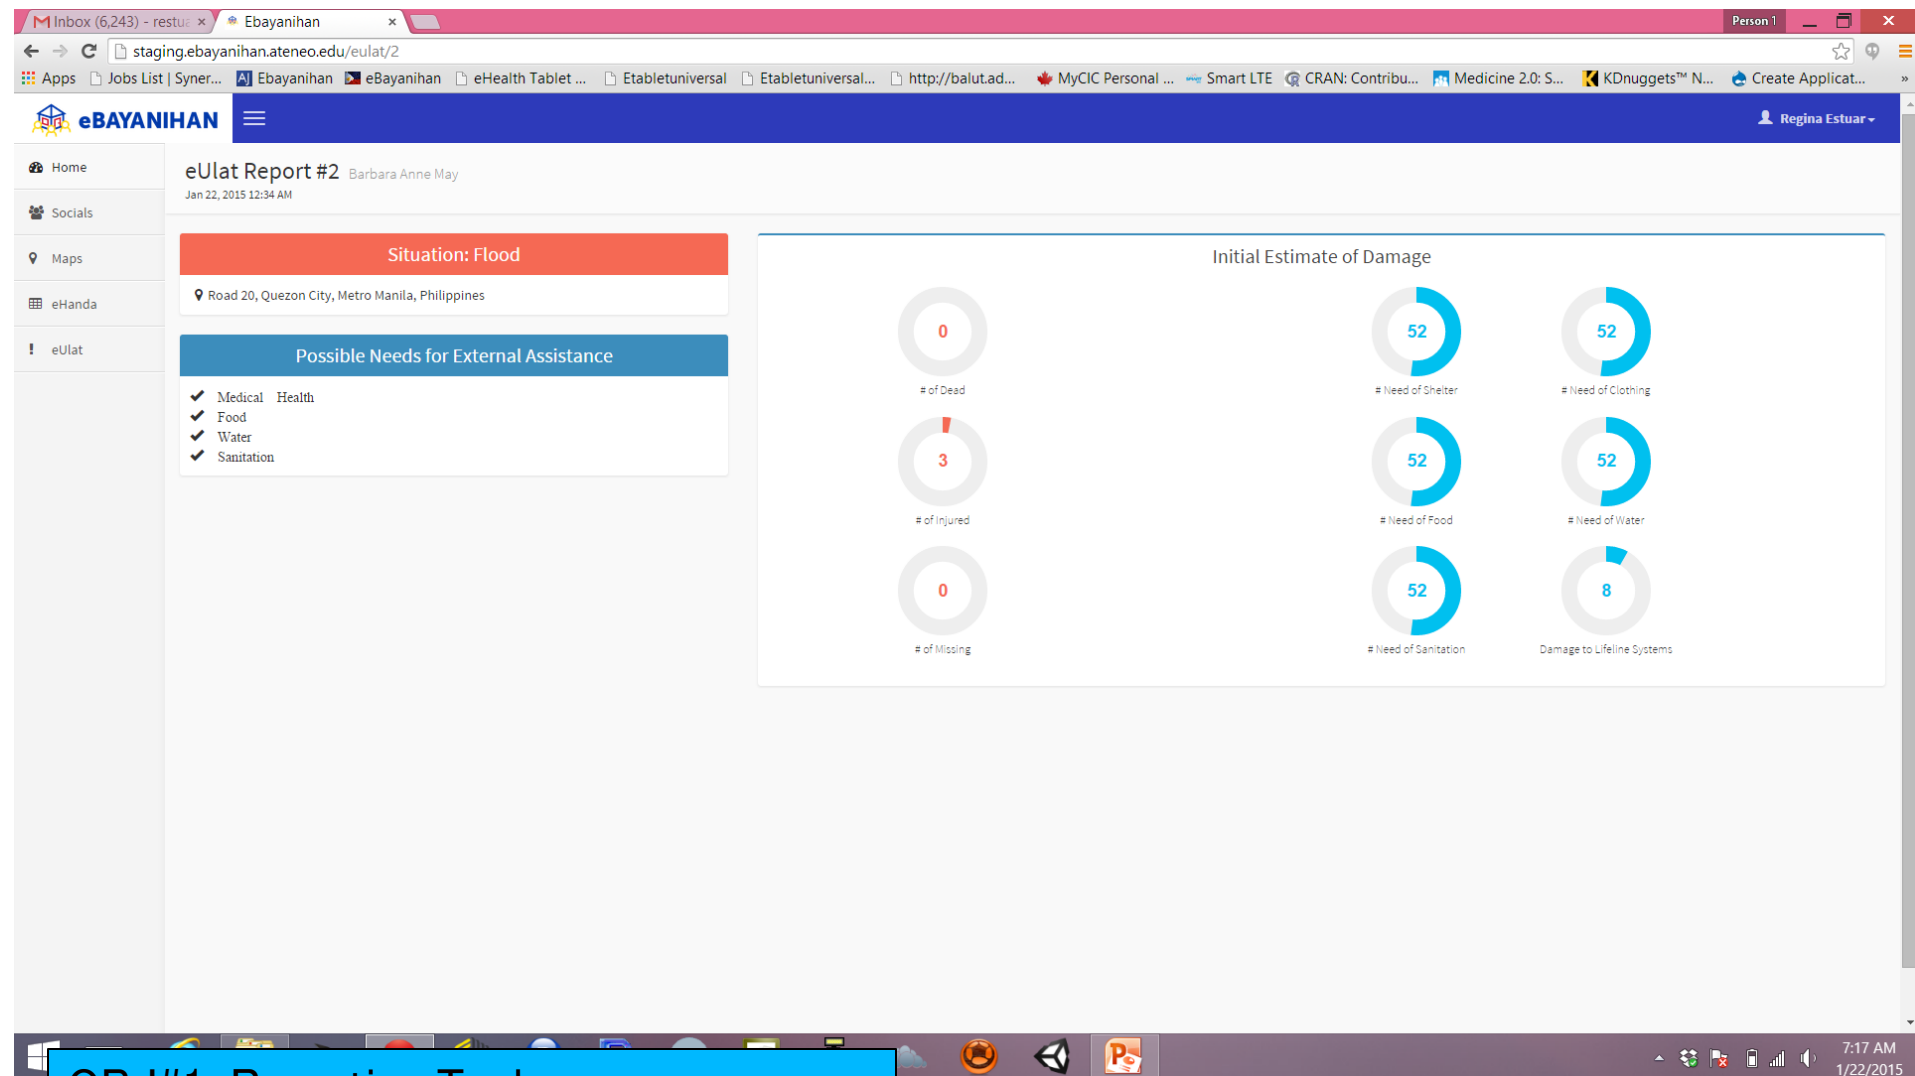 Inbox (6,243) - restua
Ebayanihan
Person 1
staging.ebayanihan.ateneo.edu/eulat/2
Apps Jobs List | Syner... Ebayanihan eBayanihan eHealth Tablet ... Etabletuniversal Etabletuniversal... http://balut.ad... MyCIC Personal ... Smart LTE CRAN: Contribu... Medicine 2.0: S... KDnuggets™ N... Create Applicat... »
eBAYANIHAN
Regina Estuar
Home
Socials
Maps
eHanda
eUlat
eUlat Report #2 Barbara Anne May
Jan 22, 2015 12:34 AM
Situation: Flood
Road 20, Quezon City, Metro Manila, Philippines
Possible Needs for External Assistance
Medical Health
Food
Water
Sanitation
Initial Estimate of Damage
0
# of Dead
52
# Need of Shelter
52
# Need of Clothing
3
# of Injured
52
# Need of Food
52
# Need of Water
0
# of Missing
52
# Need of Sanitation
8
Damage to Lifeline Systems
7:17 AM
1/22/2015